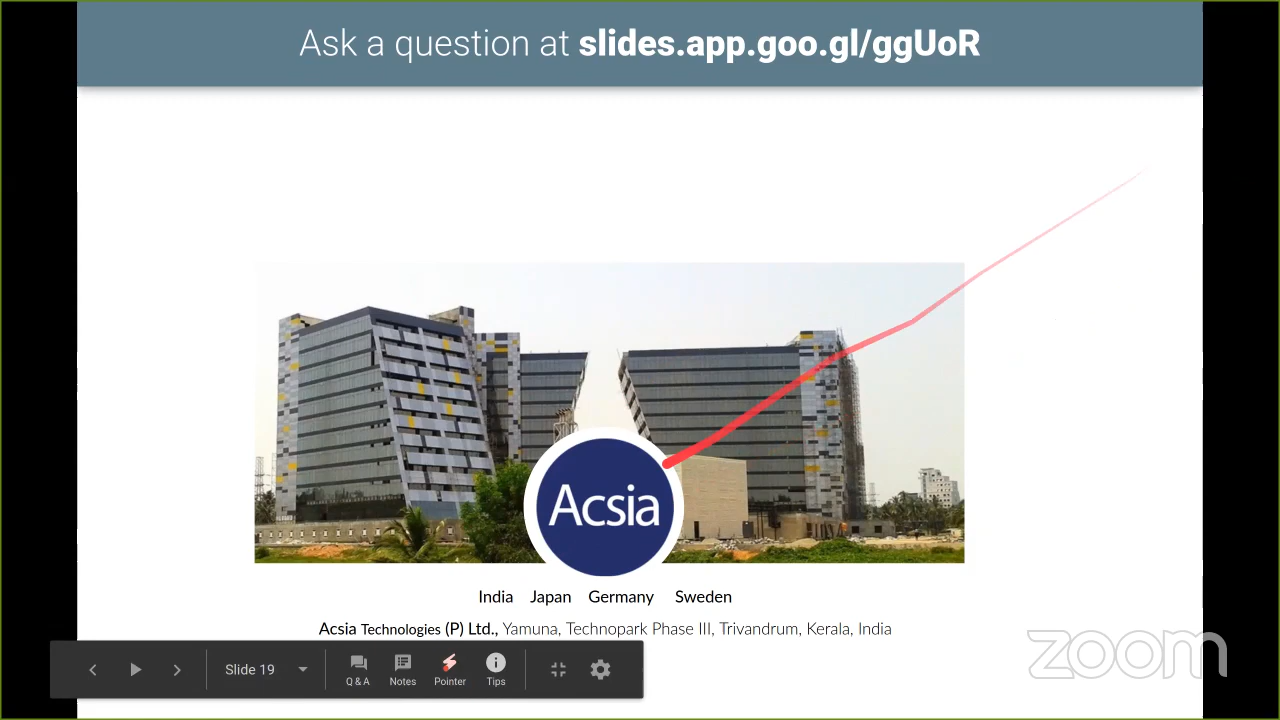 Ask a question at slides.app.goo.gl/ggUoR
Acsia
India Japan Germany Sweden
Acsia Technologies (P) Ltd., Yamuna, Technopark Phase III, Trivandrum, Kerala, India
zoom
Slide 19
Q & A Notes Pointer Tips